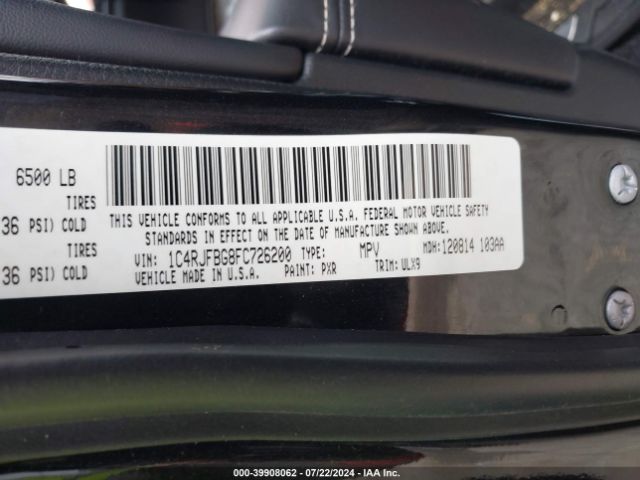 6500 LB
TIRES
36 PSI) COLD
TIRES
36 PSI) COLD
THIS VEHICLE CONFORMS TO ALL APPLICABLE U.S.A. FEDERAL MOTOR VEHICLE SAFETY
STANDARDS IN EFFECT ON THE DATE OF MANUFACTURE SHOWN ABOVE.
VIN: 1C4RJFBG8FC726200 TYPE: MPV MDH:120814 103AA
VEHICLE MADE IN U.S.A. PAINT: PXR TRIM: ULX9
000-39908062 - 07/22/2024 - IAA Inc.